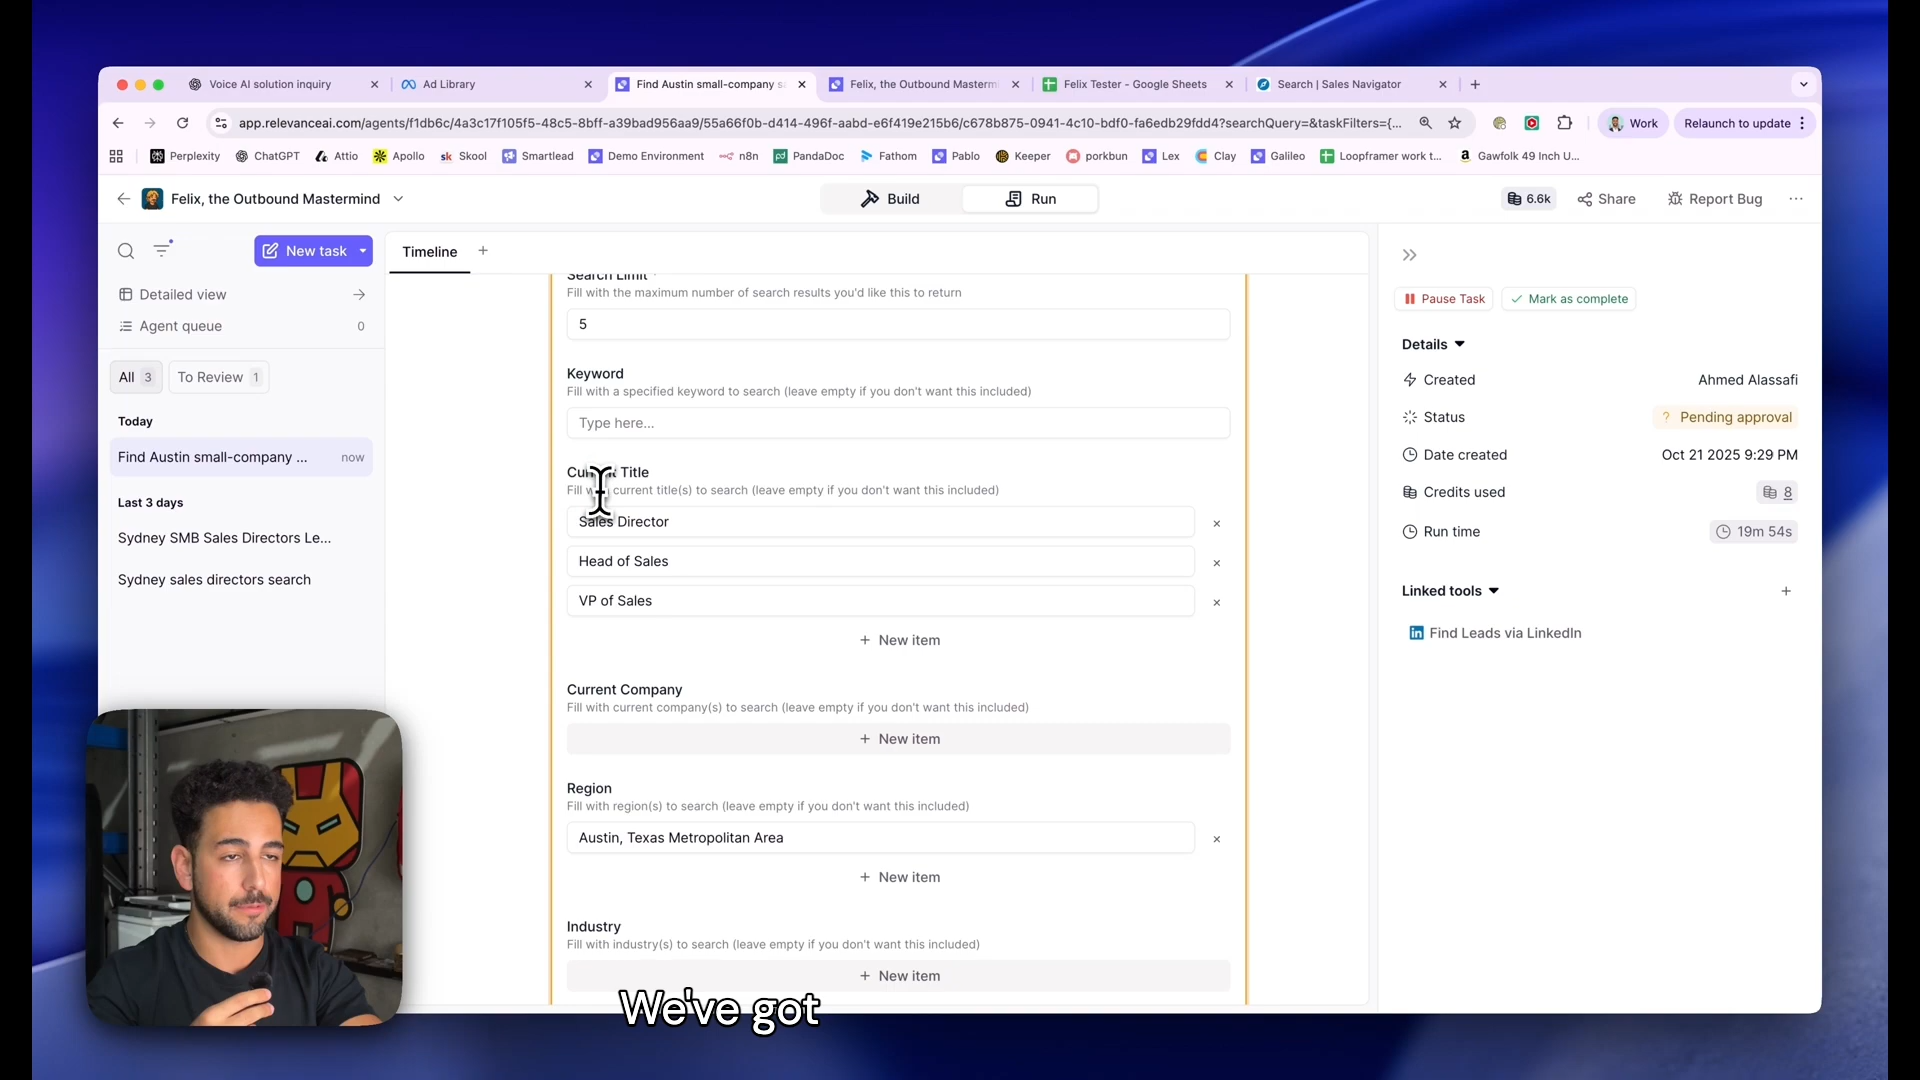 Voice AI solution inquiry
Ad Library
Find Austin small-company s
Felix, the Outbound Masterm
Felix Tester - Google Sheets
Search | Sales Navigator
app.relevanceai.com/agents/f1db6c/4a3c17f105f5-48c5-8bff-a39bad956aa9/55a66f0b-d414-496f-aabd-e6f419e215b6/c678b875-0941-4c10-bdf0-fa6edb29fdd4?searchQuery=&taskFilters={...
Work
Relaunch to update
Perplexity
ChatGPT
Attio
Apollo
sk Skool
Smartlead
Demo Environment
n8n
PandaDoc
Fathom
Pablo
Keeper
porkbun
Lex
Clay
Galileo
Loopframer work t...
a Gawfolk 49 Inch U...
Felix, the Outbound Mastermind
Build
Run
6.6k
Share
Report Bug
New task
Timeline
Detailed view
Agent queue 0
All 3
To Review 1
Today
Find Austin small-company ... now
Last 3 days
Sydney SMB Sales Directors Le...
Sydney sales directors search
Search Limit
Fill with the maximum number of search results you'd like this to return
5
Keyword
Fill with a specified keyword to search (leave empty if you don't want this included)
Type here...
Title
Fill current title(s) to search (leave empty if you don't want this included)
Sales Director
Head of Sales
VP of Sales
+ New item
Current Company
Fill with current company(s) to search (leave empty if you don't want this included)
+ New item
Region
Fill with region(s) to search (leave empty if you don't want this included)
Austin, Texas Metropolitan Area
+ New item
Industry
Fill with industry(s) to search (leave empty if you don't want this included)
+ New item
Pause Task
Mark as complete
Details
Created Ahmed Alassafi
Status ? Pending approval
Date created Oct 21 2025 9:29 PM
Credits used 8
Run time 19m 54s
Linked tools
in Find Leads via LinkedIn
We've got